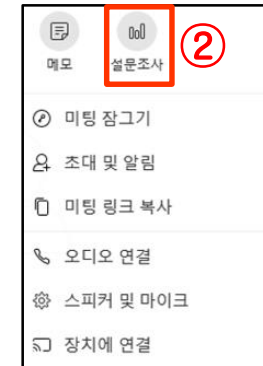 메모 설문조사 ②
미팅 잠그기
초대 및 알림
미팅 링크 복사
오디오 연결
스피커 및 마이크
장치에 연결